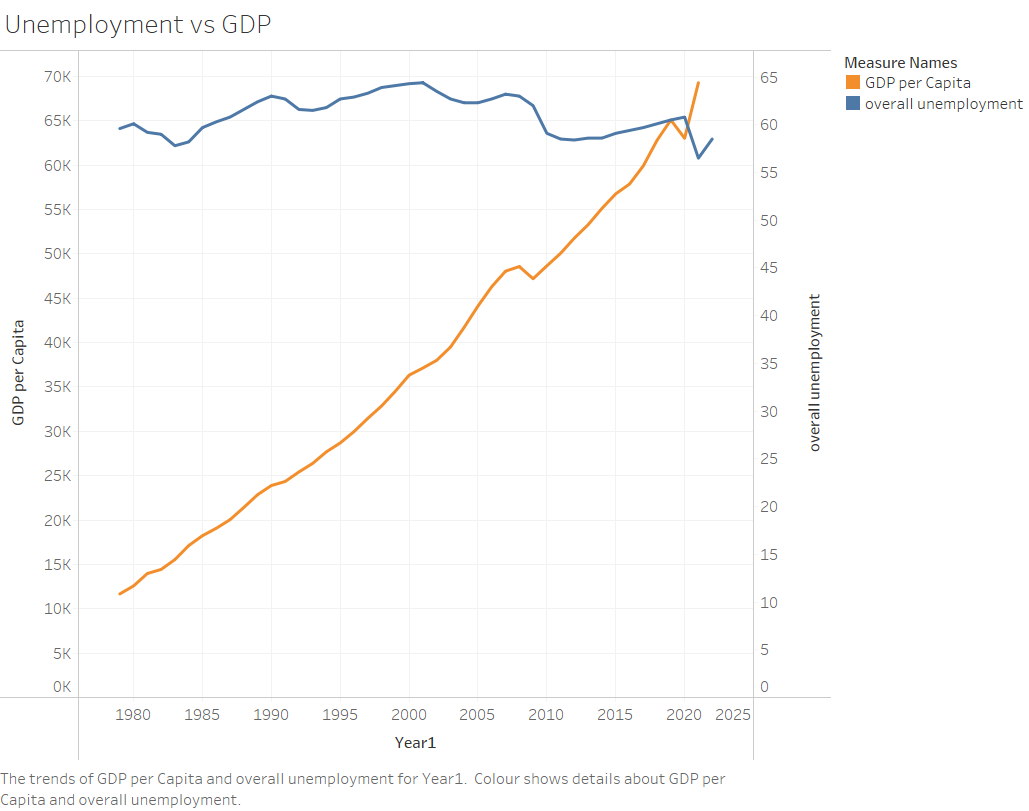 Unemployment vs GDP
Measure Names
GDP per Capita
overall unemployment
70K
65K
60K
55K
50K
45K
40K
35K
30K
25K
20K
15K
10K
5K
0K
GDP per Capita
65
60
55
50
45
40
35
30
25
20
15
10
5
0
overall unemployment
1980 1985 1990 1995 2000 2005 2010 2015 2020 2025
Year1
The trends of GDP per Capita and overall unemployment for Year1.  Colour shows details about GDP per
Capita and overall unemployment.